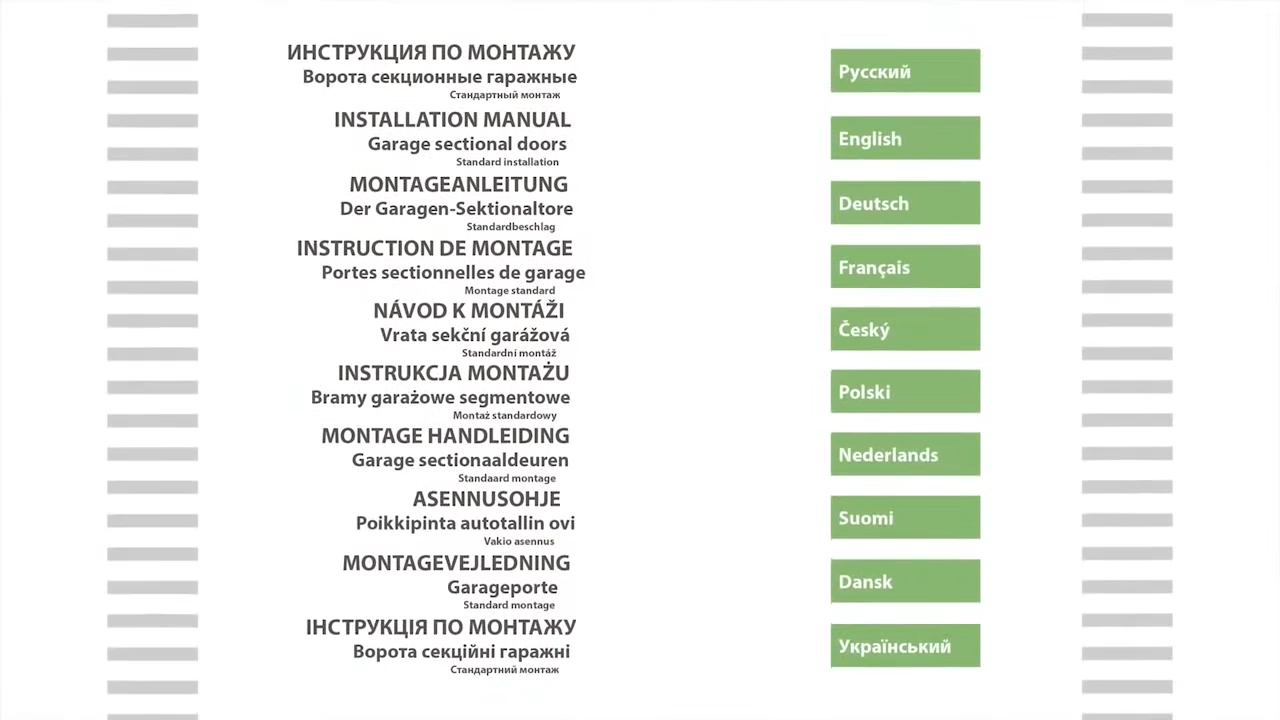 ИНСТРУКЦИЯ ПО МОНТАЖУ
Ворота секционные гаражные
Стандартный монтаж
Русский
INSTALLATION MANUAL
Garage sectional doors
Standard installation
English
MONTAGEANLEITUNG
Der Garagen-Sektionaltore
Standardbeschlag
Deutsch
INSTRUCTION DE MONTAGE
Portes sectionnelles de garage
Montage standard
Français
NÁVOD K MONTÁŽI
Vrata sekční garážová
Standardní montáž
Český
INSTRUKCJA MONTAŻU
Bramy garażowe segmentowe
Montaż standardowy
Polski
MONTAGE HANDLEIDING
Garage sectionaaldeuren
Standaard montage
Nederlands
ASENNUSOHJE
Poikkipinta autotallin ovi
Vakio asennus
Suomi
MONTAGEVEJLEDNING
Garageporte
Standard montage
Dansk
ІНСТРУКЦІЯ ПО МОНТАЖУ
Ворота секційні гаражні
Стандартний монтаж
Український